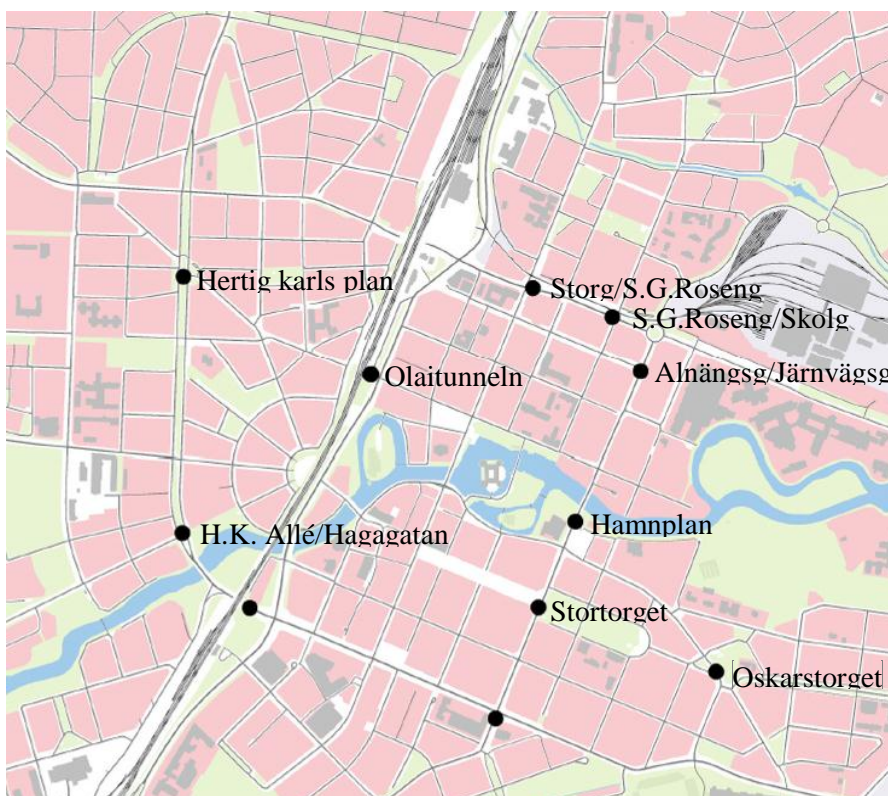 Hertig karls plan
Storg/S.G.Roseng
S.G.Roseng/Skolg
Olaitunneln
Alnängsg/Järnvägsg
H.K. Allé/Hagagatan
Hamnplan
Stortorget
Oskarstorget